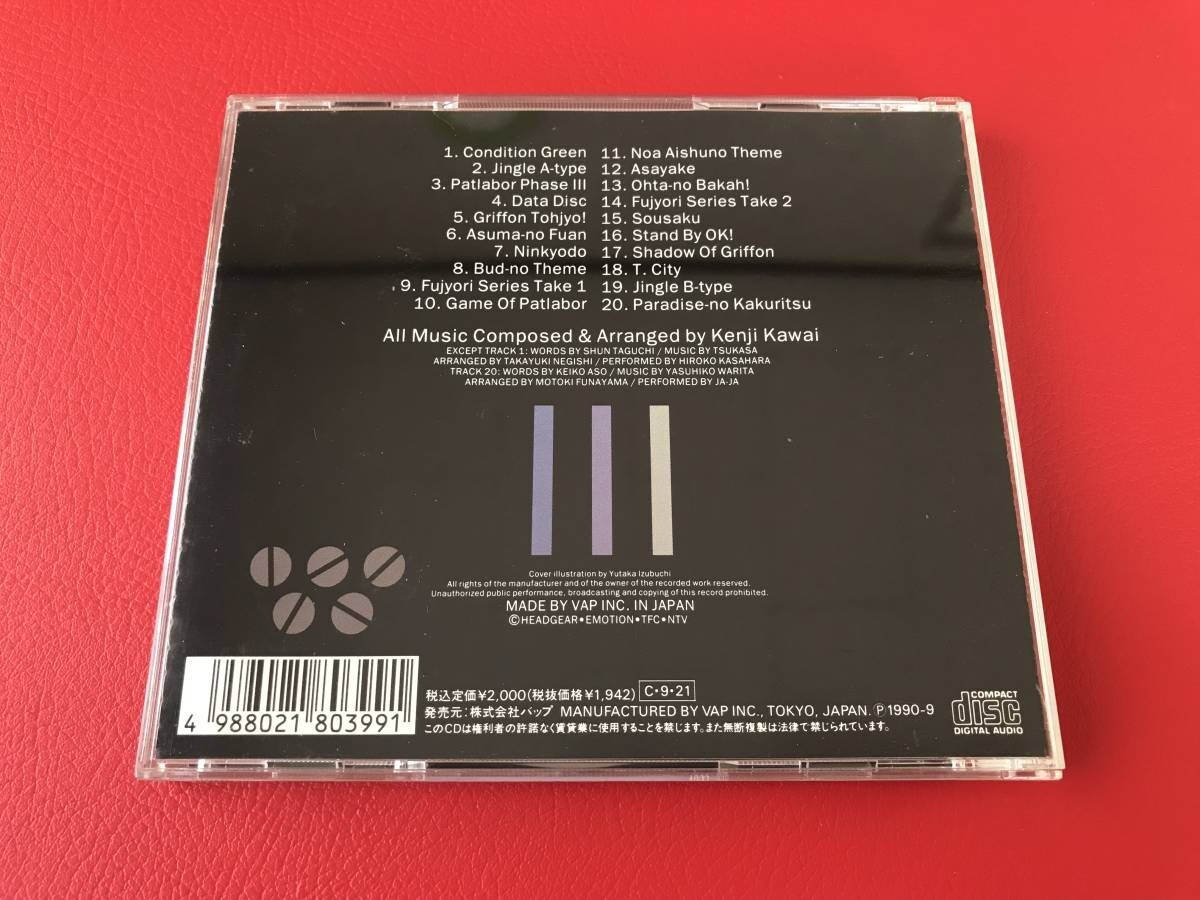 1. Condition Green
2. Jingle A-type
3. Patlabor Phase III
4. Data Disc
5. Griffon Tohjyo!
6. Asuma-no Fuan
7. Ninkyodo
8. Bud-no Theme
9. Fujyori Series Take 1
10. Game Of Patlabor
11. Noa Aishuno Theme
12. Asayake
13. Ohta-no Bakah!
14. Fujyori Series Take 2
15. Sousaku
16. Stand By OK!
17. Shadow Of Griffon
18. T. City
19. Jingle B-type
20. Paradise-no Kakuritsu
All Music Composed & Arranged by Kenji Kawai
EXCEPT TRACK 1: WORDS BY SHUN TAGUCHI / MUSIC BY TSUKASA
ARRANGED BY TAKAYUKI NEGISHI / PERFORMED BY HIROKO KASAHARA
TRACK 20: WORDS BY KEIKO ASO / MUSIC BY YASUHIKO WARITA
ARRANGED BY MOTOKI FUNAYAMA / PERFORMED BY JA-JA
Cover illustration by Yutaka Izubuchi
All rights of the manufacturer and of the owner of the recorded work reserved.
Unauthorized public performance, broadcasting and copying of this record prohibited.
MADE BY VAP INC. IN JAPAN
©HEADGEAR•EMOTION•TFC•NTV
4 988021 803991
税込定価¥2,000(税抜価格¥1,942) C•9•21
発売元:株式会社バップ MANUFACTURED BY VAP INC., TOKYO, JAPAN. Ⓟ1990-9
このCDは権利者の許諾なく賃貸業に使用することを禁じます。また無断複製は法律で禁じられています。
COMPACT
disc
DIGITAL AUDIO